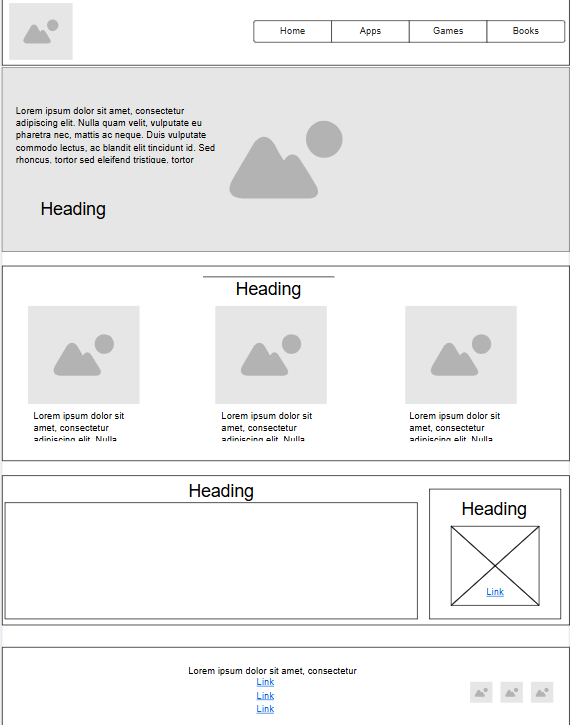 Home Apps Games Books
Lorem ipsum dolor sit amet, consectetur
adipiscing elit. Nulla quam velit, vulputate eu
pharetra nec, mattis ac neque. Duis vulputate
commodo lectus, ac blandit elit tincidunt id. Sed
rhoncus, tortor sed eleifend tristique, tortor
Heading
Heading
Lorem ipsum dolor sit
amet, consectetur
adipiscing elit. Nulla
Lorem ipsum dolor sit
amet, consectetur
adipiscing elit. Nulla
Lorem ipsum dolor sit
amet, consectetur
adipiscing elit. Nulla
Heading
Heading
Link
Lorem ipsum dolor sit amet, consectetur
Link
Link
Link